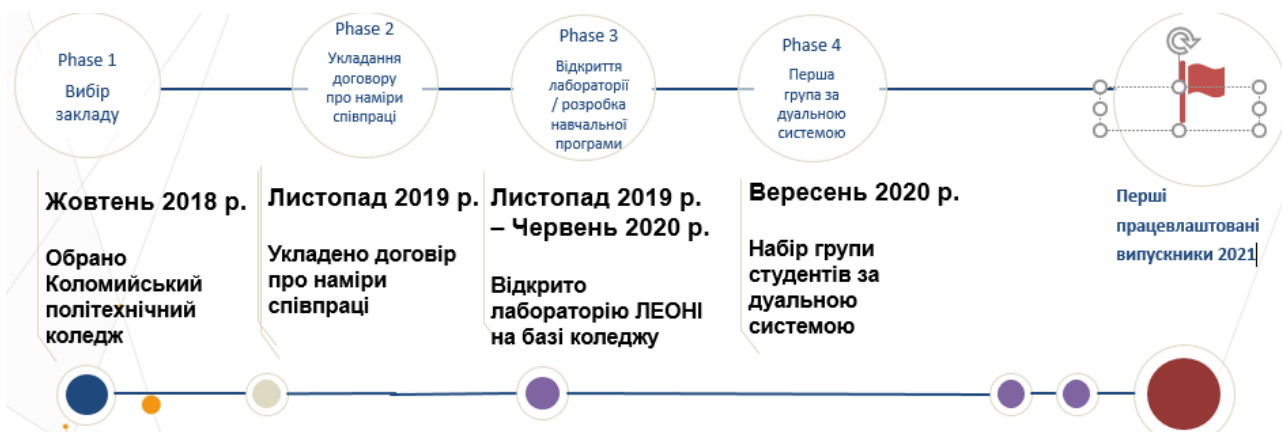 Phase 1
Вибір
закладу
Phase 2
Укладання
договору
про наміри
співпраці
Phase 3
Відкриття
лабораторії
/ розробка
навчальної
програми
Phase 4
Перша
група за
дуальною
системою
Жовтень 2018 р.
Обрано
Коломийський
політехнічний
коледж
Листопад 2019 р.
Укладено договір
про наміри
співпраці
Листопад 2019 р.
– Червень 2020 р.
Відкрито
лабораторію ЛЕОНІ
на базі коледжу
Вересень 2020 р.
Набір групи
студентів за
дуальною
системою
Перші
працевлаштовані
випускники 2021